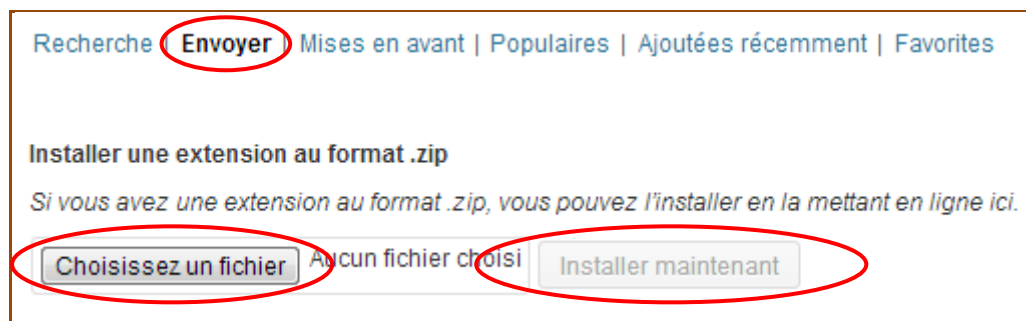 Recherche | Envoyer | Mises en avant | Populaires | Ajoutées récemment | Favorites
Installer une extension au format .zip
Si vous avez une extension au format .zip, vous pouvez l'installer en la mettant en ligne ici.
Choisissez un fichier Aucun fichier choisi Installer maintenant